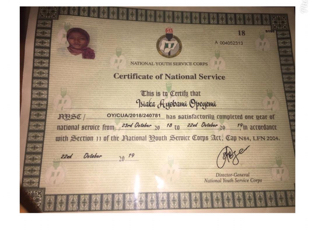 18
A 004052313
NATIONAL YOUTH SERVICE CORPS
Certificate of National Service
This is to Certify that
Isiaka Ayobami Opeyemi
NYSC / OY/CUA/2018/240781 has satisfactorily completed one year of
national service from, 23rd October 20 18 to 22nd October 20 19 in accordance
with Section 11 of the National Youth Service Corps Act; Cap N84, LFN.2004.
22nd October 20 19
Director-General
National Youth Service Corps